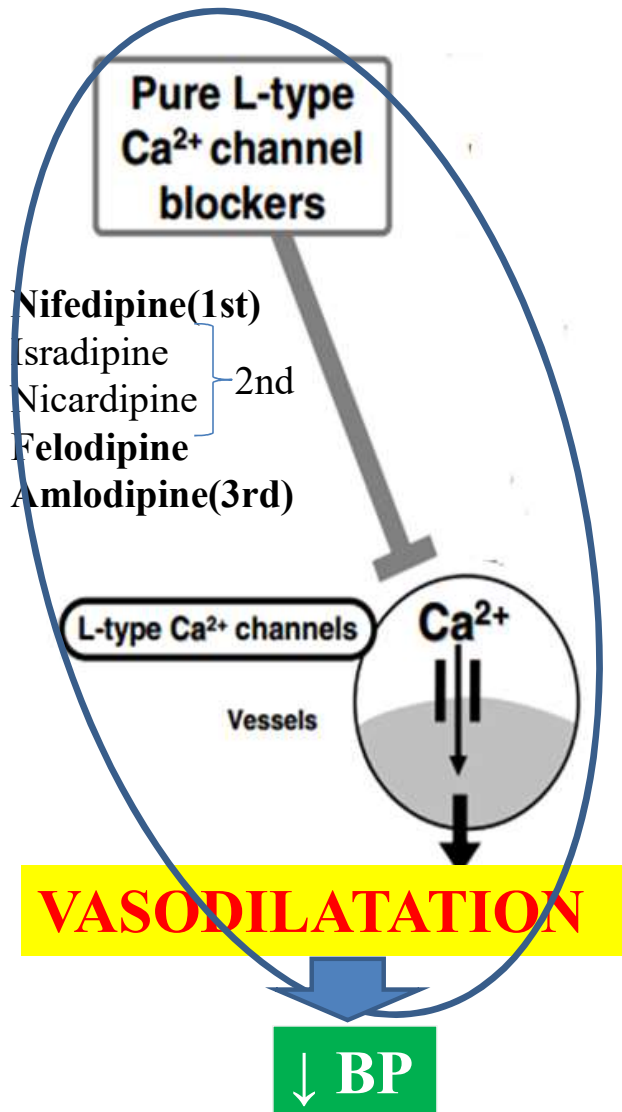 Pure L-type
Ca²⁺ channel
blockers
Nifedipine(1st)
Isradipine
Nicardipine
2nd
Felodipine
Amlodipine(3rd)
L-type Ca²⁺ channels
Ca²⁺
Vessels
VASODILATATION
↓ BP